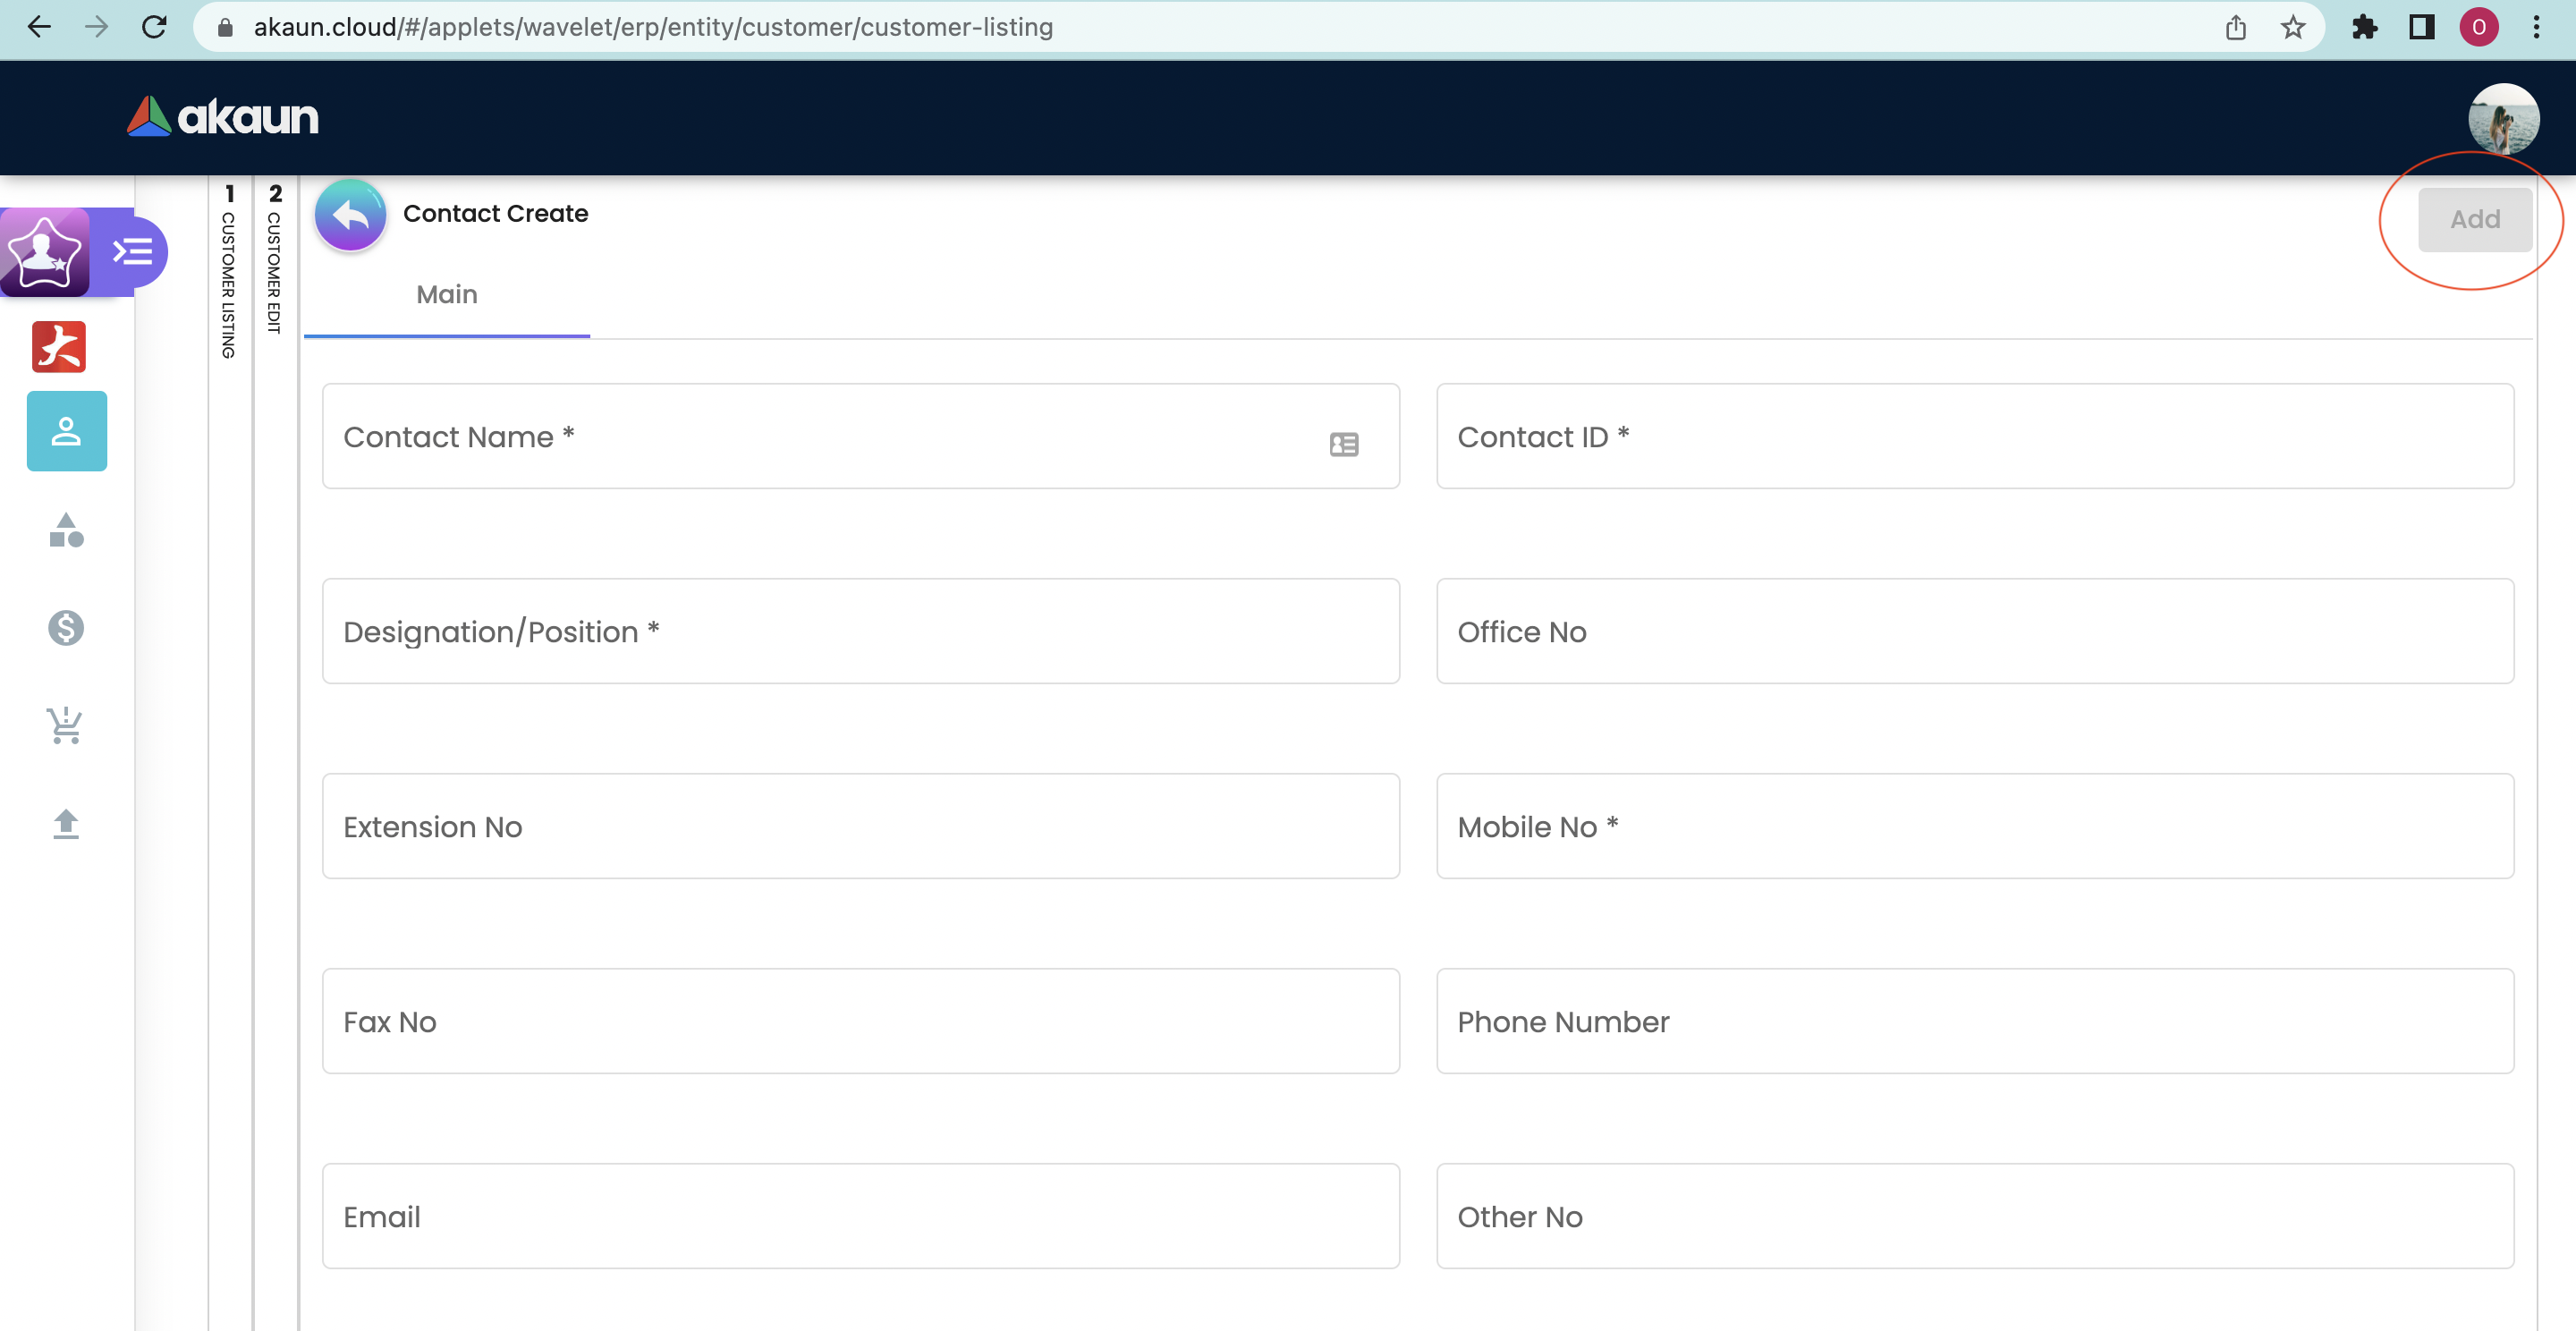 akaun.cloud/#/applets/wavelet/erp/entity/customer/customer-listing
O
akaun
1 CUSTOMER LISTING
2 CUSTOMER EDIT
Contact Create
Add
Main
Contact Name *
Contact ID *
Designation/Position *
Office No
Extension No
Mobile No *
Fax No
Phone Number
Email
Other No